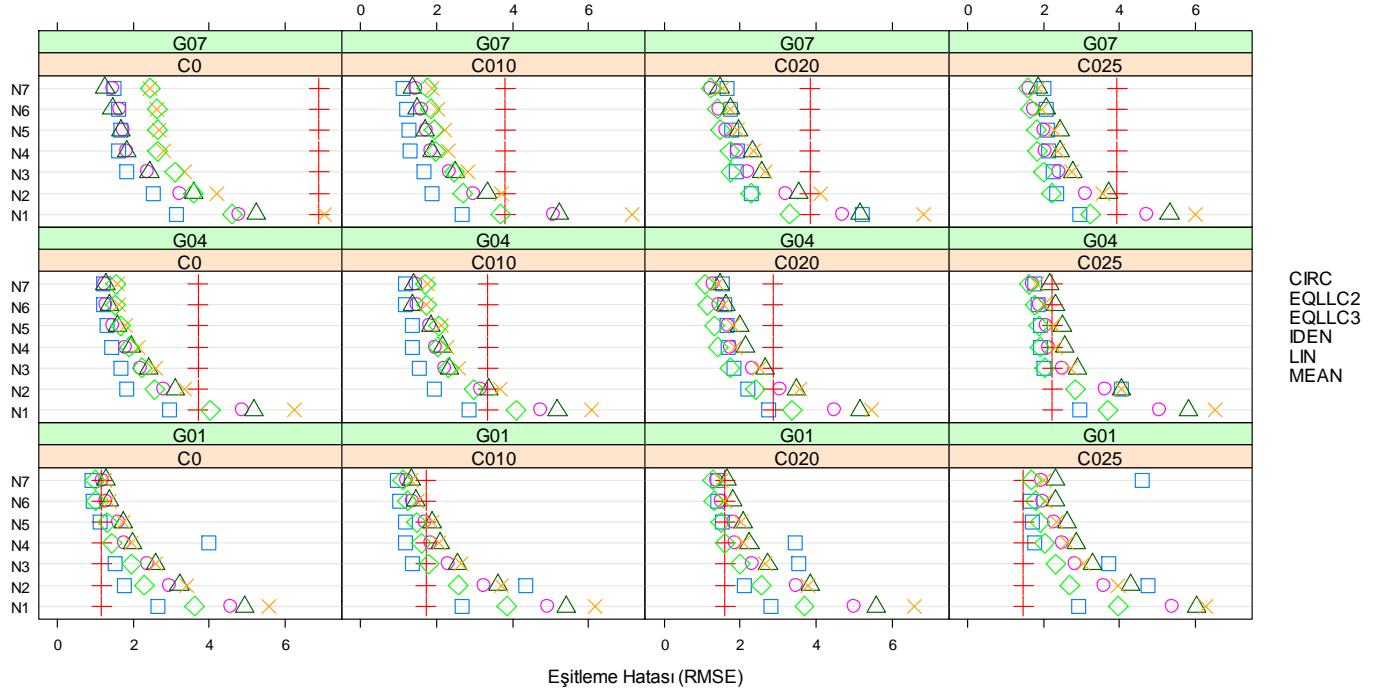 0 2 4 6 0 2 4 6
G07 G07 G07 G07
C0 C010 C020 C025
N7
N6
N5
N4
N3
N2
N1
G04 G04 G04 G04
C0 C010 C020 C025
N7
N6
N5
N4
N3
N2
N1
G01 G01 G01 G01
C0 C010 C020 C025
N7
N6
N5
N4
N3
N2
N1
0 2 4 6 0 2 4 6
Eşitleme Hatası (RMSE)
CIRC
EQLLC2
EQLLC3
IDEN
LIN
MEAN